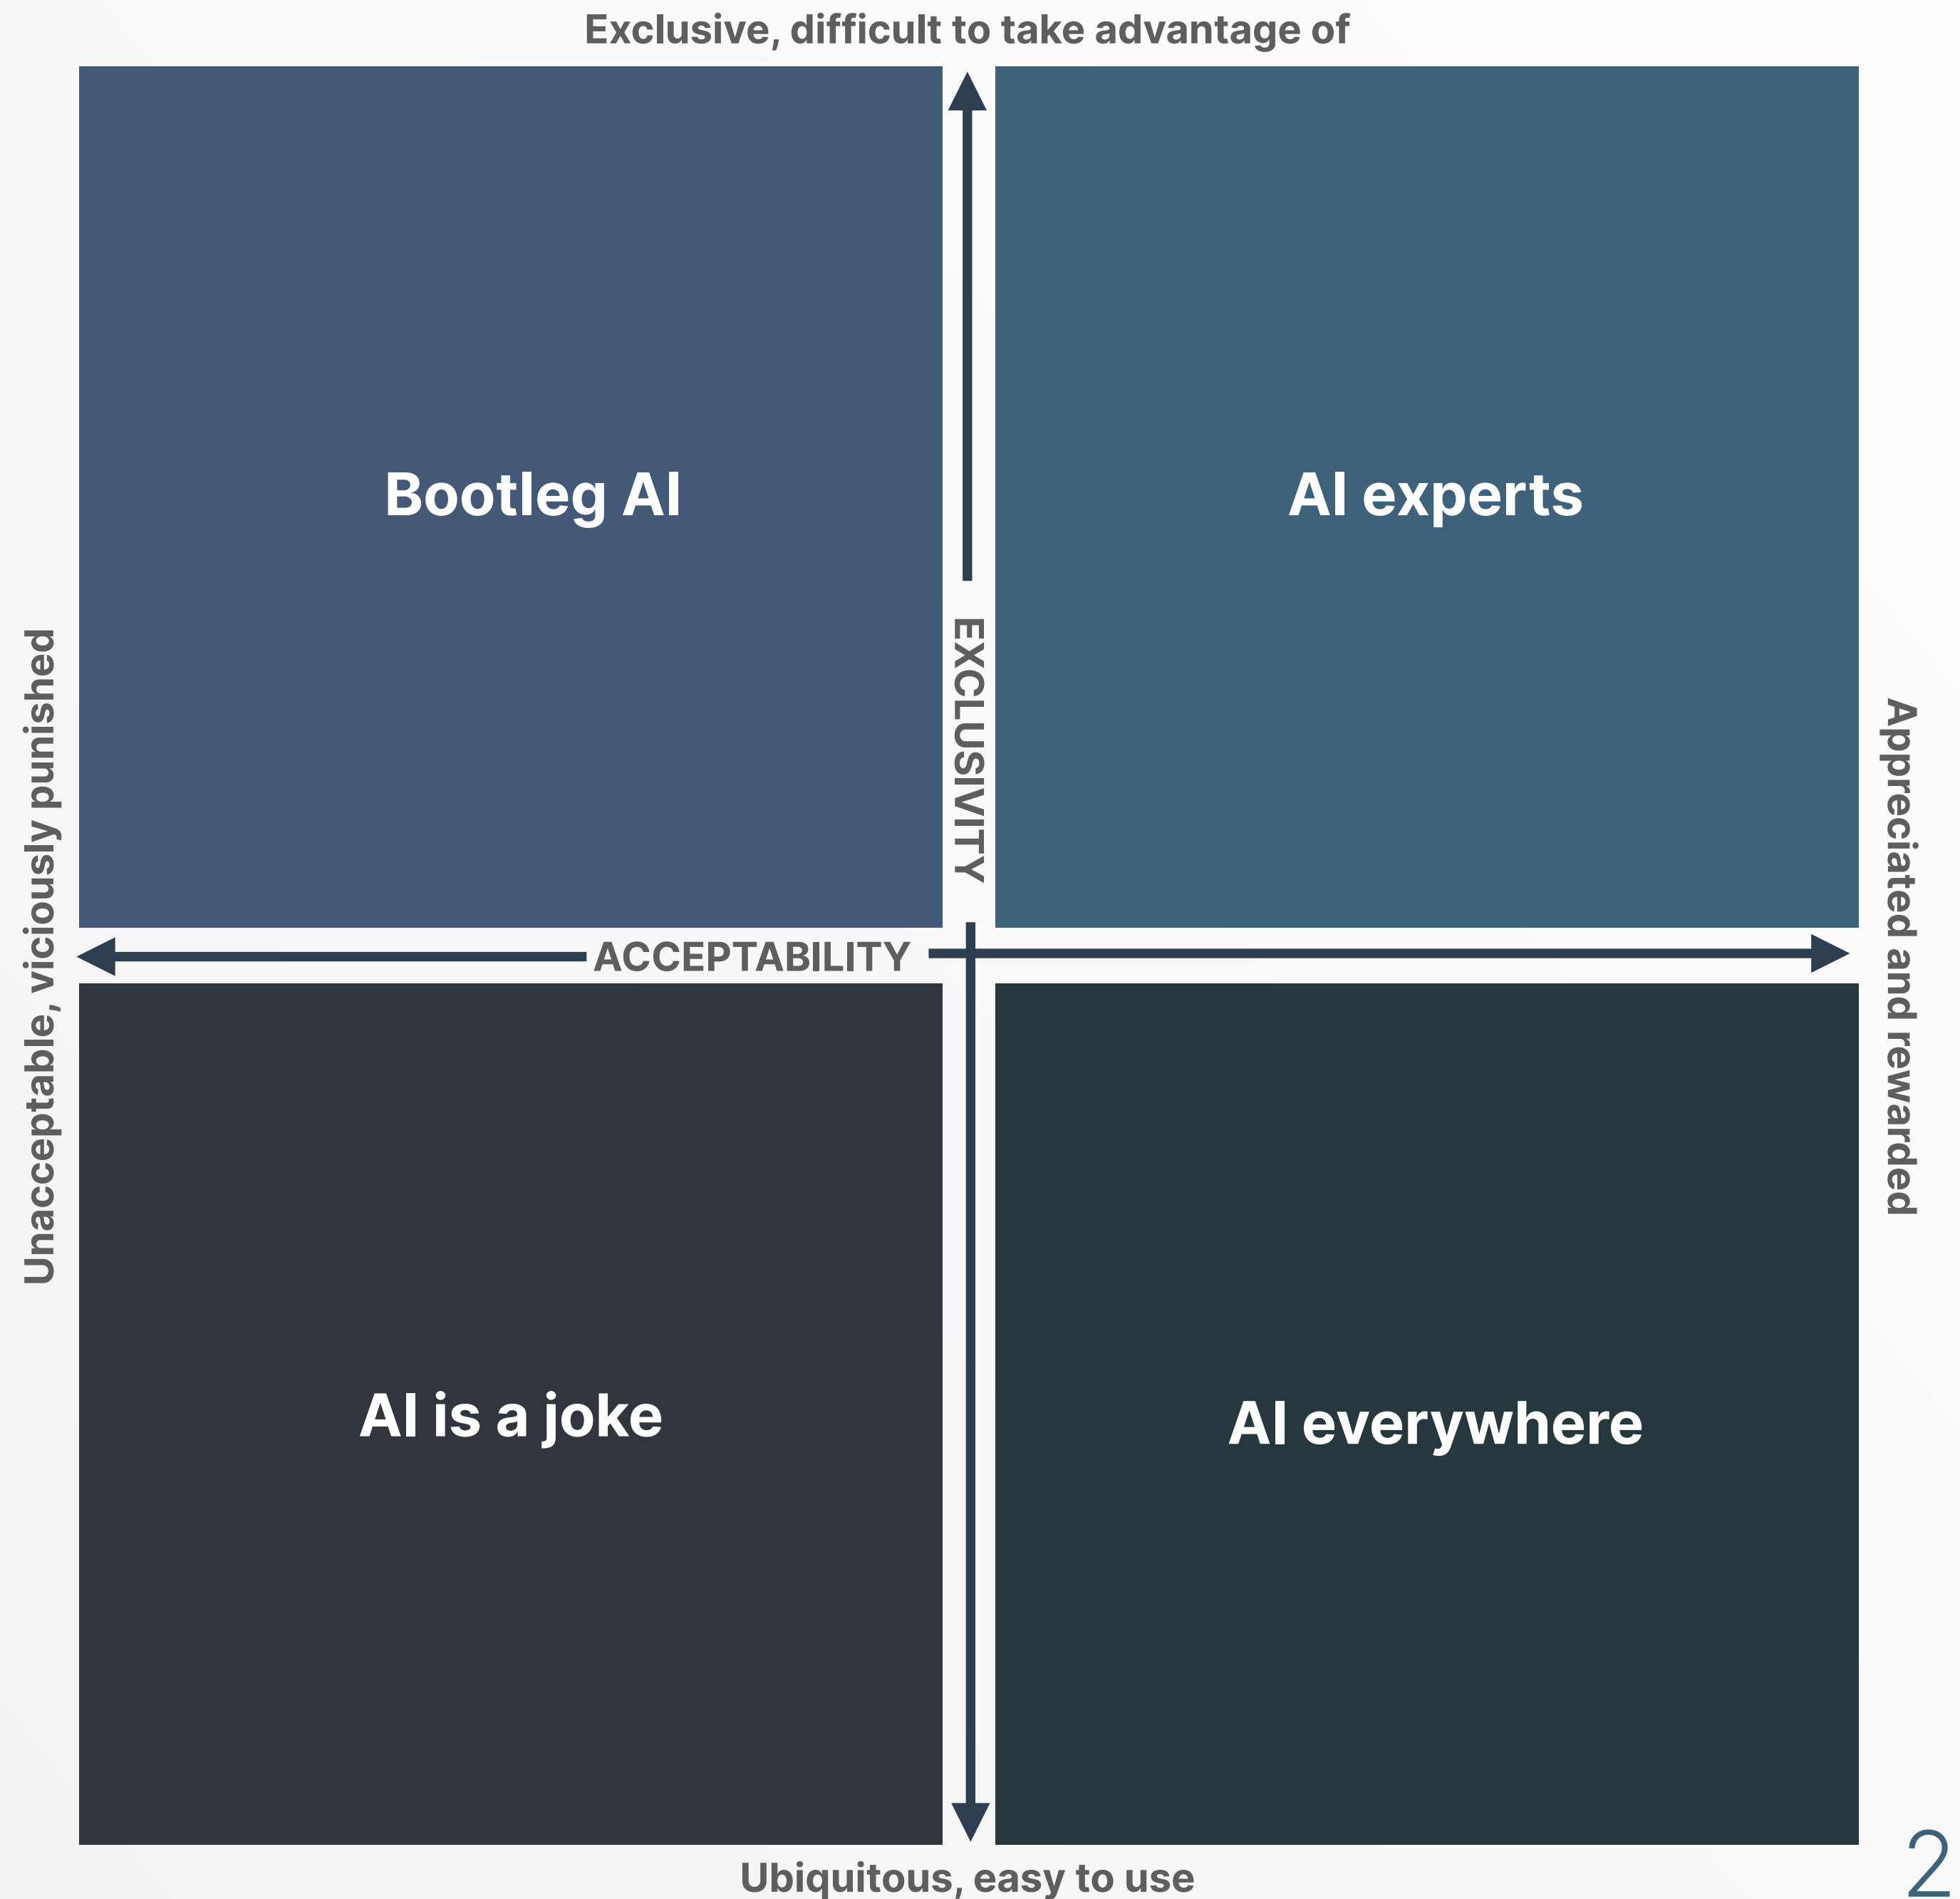 Exclusive, difficult to take advantage of
Bootleg AI
AI experts
EXCLUSIVITY
Unacceptable, viciously punished
ACCEPTABILITY
Appreciated and rewarded
AI is a joke
AI everywhere
Ubiquitous, easy to use
2